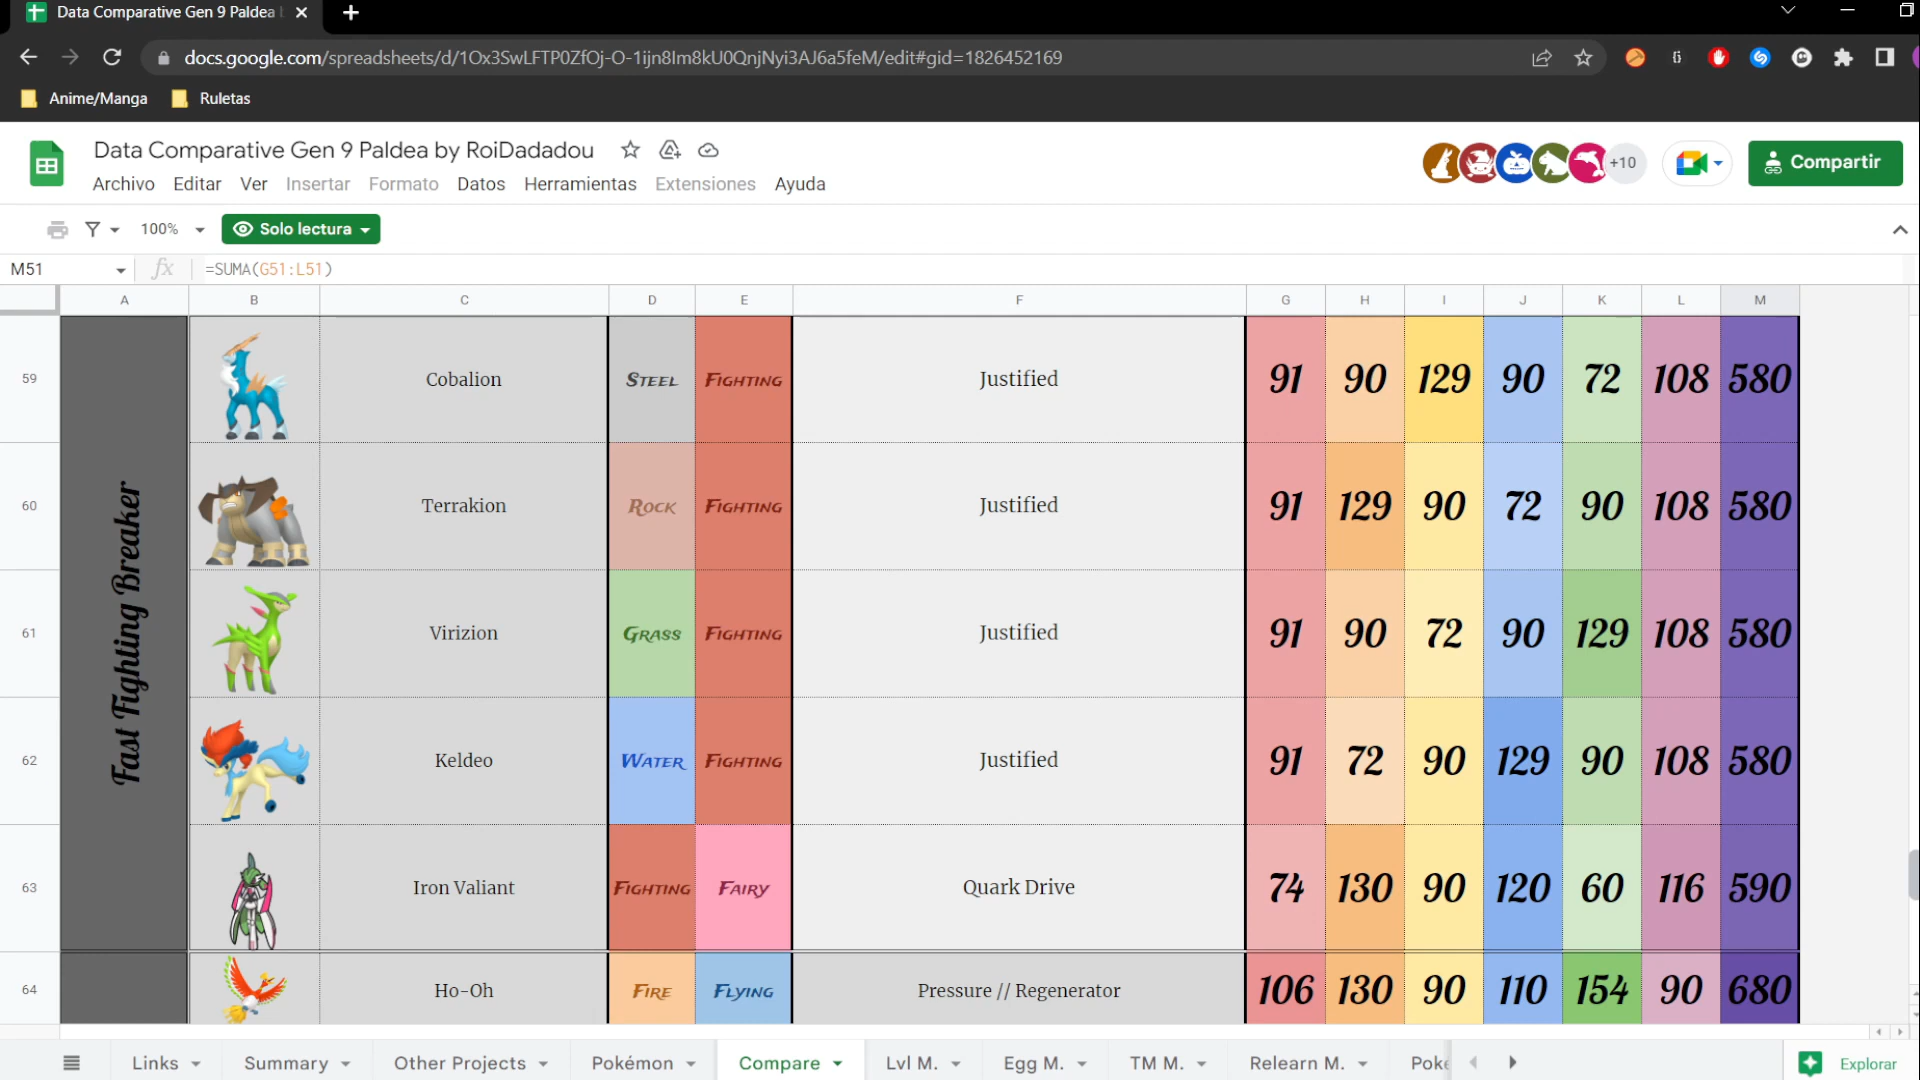 Data Comparative Gen 9 Paldea
docs.google.com/spreadsheets/d/1Ox3SwLFTP0ZfOj-O-1ijn8Im8kU0QnjNyi3AJ6a5feM/edit#gid=1826452169
Anime/Manga Ruletas
Data Comparative Gen 9 Paldea by RoiDadadou
+10 Compartir
Archivo Editar Ver Insertar Formato Datos Herramientas Extensiones Ayuda
100% Solo lectura
M51 fx =SUMA(G51:L51)
A B C D E F G H I J K L M
Fast Fighting Breaker
59 Cobalion Steel Fighting Justified 91 90 129 90 72 108 580
60 Terrakion Rock Fighting Justified 91 129 90 72 90 108 580
61 Virizion Grass Fighting Justified 91 90 72 90 129 108 580
62 Keldeo Water Fighting Justified 91 72 90 129 90 108 580
63 Iron Valiant Fighting Fairy Quark Drive 74 130 90 120 60 116 590
64 Ho-Oh Fire Flying Pressure // Regenerator 106 130 90 110 154 90 680
Links Summary Other Projects Pokémon Compare Lvl M. Egg M. TM M. Relearn M. Poke Explorar